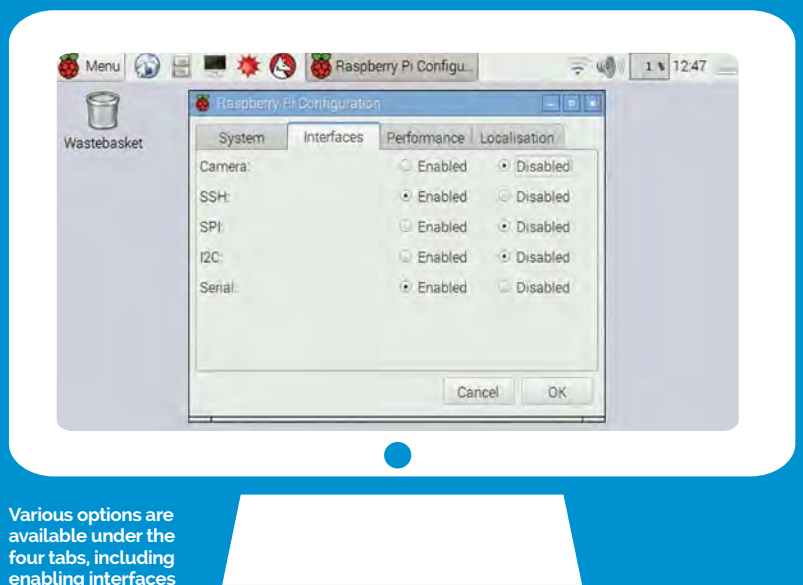 Menu Raspberry Pi Configu... 1 % 12:47
Wastebasket
Raspberry Pi Configuration
System Interfaces Performance Localisation
Camera: Enabled Disabled
SSH: Enabled Disabled
SPI: Enabled Disabled
I2C: Enabled Disabled
Serial: Enabled Disabled
Cancel OK
Various options are
available under the
four tabs, including
enabling interfaces